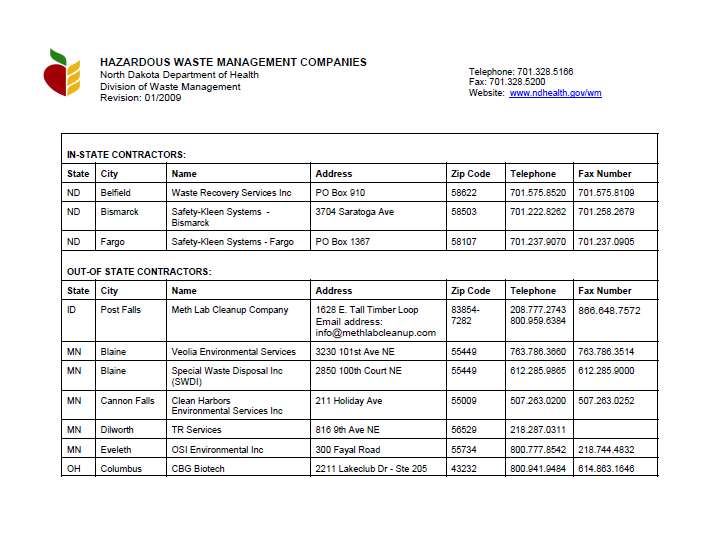 HAZARDOUS WASTE MANAGEMENT COMPANIES
North Dakota Department of Health
Division of Waste Management
Revision: 01/2009
Telephone: 701.328.5166
Fax: 701.328.5200
Website: www.ndhealth.gov/wm
IN-STATE CONTRACTORS:
State City Name Address Zip Code Telephone Fax Number
ND Belfield Waste Recovery Services Inc PO Box 910 58622 701.575.8520 701.575.8109
ND Bismarck Safety-Kleen Systems - 3704 Saratoga Ave 58503 701.222.8262 701.258.2679
Bismarck
ND Fargo Safety-Kleen Systems - Fargo PO Box 1367 58107 701.237.9070 701.237.0905
OUT-OF STATE CONTRACTORS:
State City Name Address Zip Code Telephone Fax Number
ID Post Falls Meth Lab Cleanup Company 1628 E. Tall Timber Loop 83854- 208.777.2743 866.648.7572
Email address: 7282 800.959.6384
info@methlabcleanup.com
MN Blaine Veolia Environmental Services 3230 101st Ave NE 55449 763.786.3660 763.786.3514
MN Blaine Special Waste Disposal Inc 2850 100th Court NE 55449 612.285.9865 612.285.9000
(SWDI)
MN Cannon Falls Clean Harbors 211 Holiday Ave 55009 507.263.0200 507.263.0252
Environmental Services Inc
MN Dilworth TR Services 816 9th Ave NE 56529 218.287.0311
MN Eveleth OSI Environmental Inc 300 Fayal Road 55734 800.777.8542 218.744.4832
OH Columbus CBG Biotech 2211 Lakeclub Dr - Ste 205 43232 800.941.9484 614.863.1646